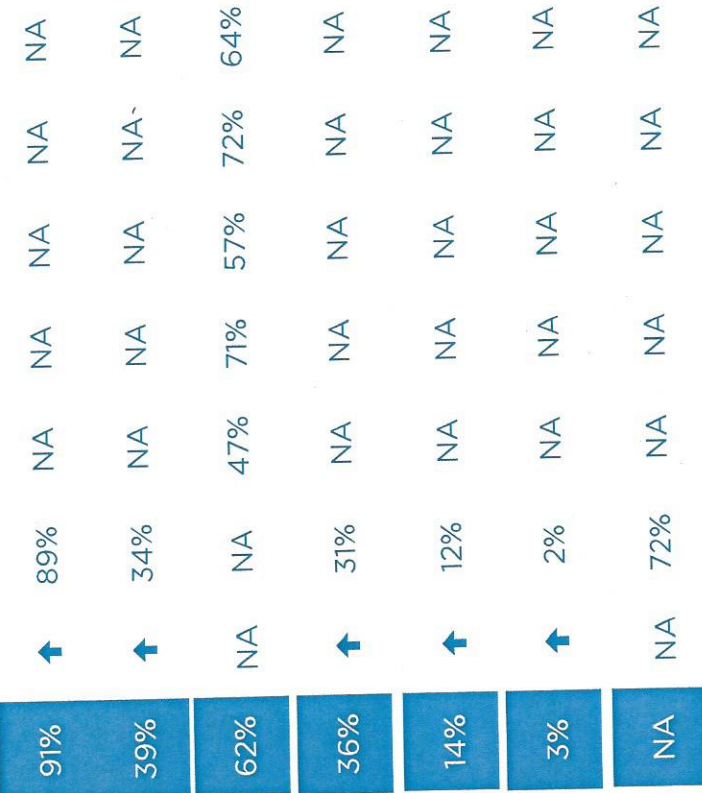 91% ⬆ 89% NA NA NA NA NA
39% ⬆ 34% NA NA NA NA NA
62% NA NA 47% 71% 57% 72% 64%
36% ⬆ 31% NA NA NA NA NA
14% ⬆ 12% NA NA NA NA NA
3% ⬆ 2% NA NA NA NA NA
NA NA 72% NA NA NA NA NA